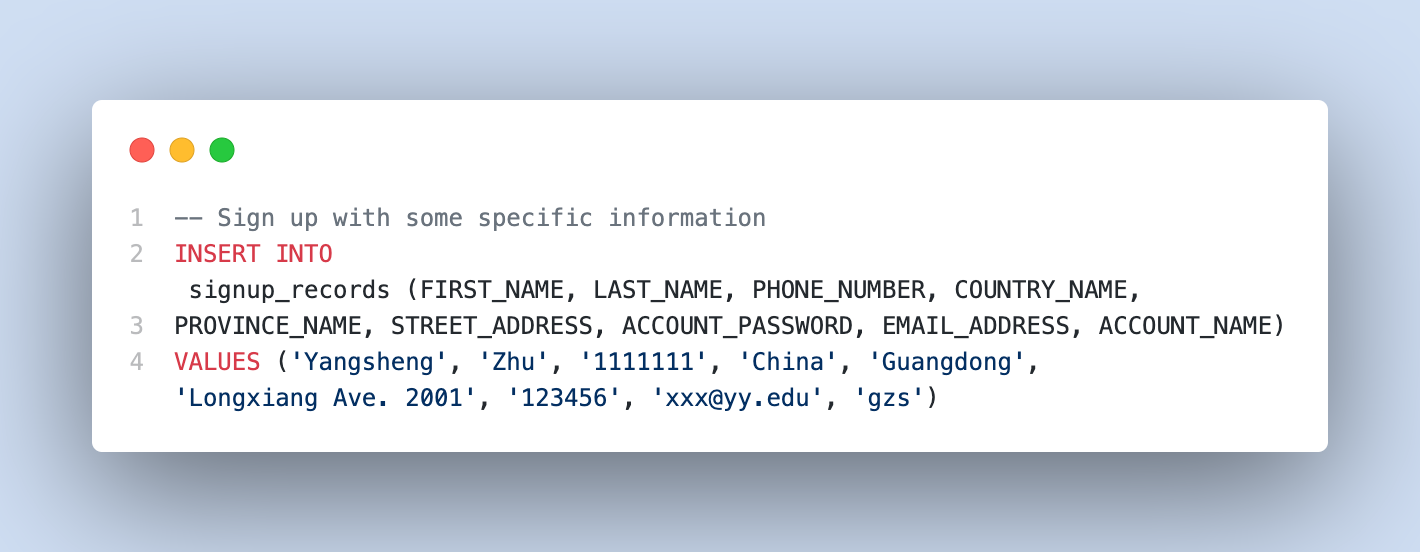 1 -- Sign up with some specific information
2 INSERT INTO
signup_records (FIRST_NAME, LAST_NAME, PHONE_NUMBER, COUNTRY_NAME,
3 PROVINCE_NAME, STREET_ADDRESS, ACCOUNT_PASSWORD, EMAIL_ADDRESS, ACCOUNT_NAME)
4 VALUES ('Yangsheng', 'Zhu', '1111111', 'China', 'Guangdong',
'Longxiang Ave. 2001', '123456', 'xxx@yy.edu', 'gzs')